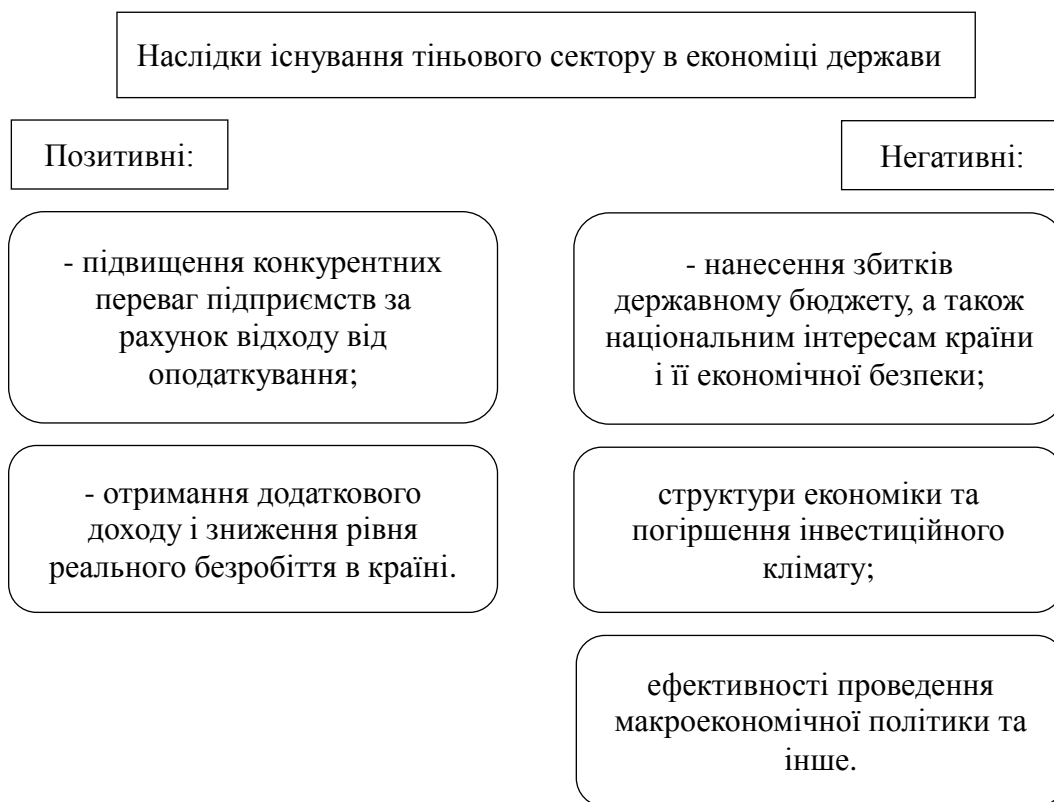 Наслідки існування тіньового сектору в економіці держави
Позитивні:
Негативні:
- підвищення конкурентних
переваг підприємств за
рахунок відходу від
оподаткування;
- нанесення збитків
державному бюджету, а також
національним інтересам країни
і її економічної безпеки;
- отримання додаткового
доходу і зниження рівня
реального безробіття в країні.
структури економіки та
погіршення інвестиційного
клімату;
ефективності проведення
макроекономічної політики та
інше.